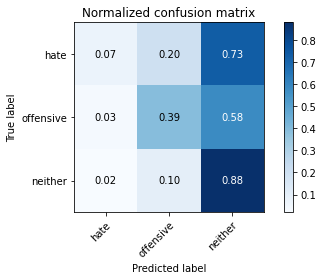 Normalized confusion matrix
True label
hate
0.07 0.20 0.73
offensive
0.03 0.39 0.58
neither
0.02 0.10 0.88
hate
offensive
neither
Predicted label
0.8
0.7
0.6
0.5
0.4
0.3
0.2
0.1